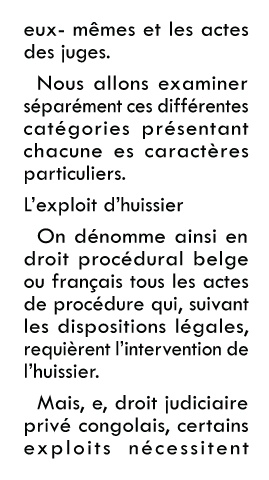 eux- mêmes et les actes
des juges.
Nous allons examiner
séparément ces différentes
catégories présentant
chacune es caractères
particuliers.
L'exploit d'huissier
On dénomme ainsi en
droit procédural belge
ou français tous les actes
de procédure qui, suivant
les dispositions légales,
requièrent l'intervention de
l'huissier.
Mais, e, droit judiciaire
privé congolais, certains
exploits nécessitent